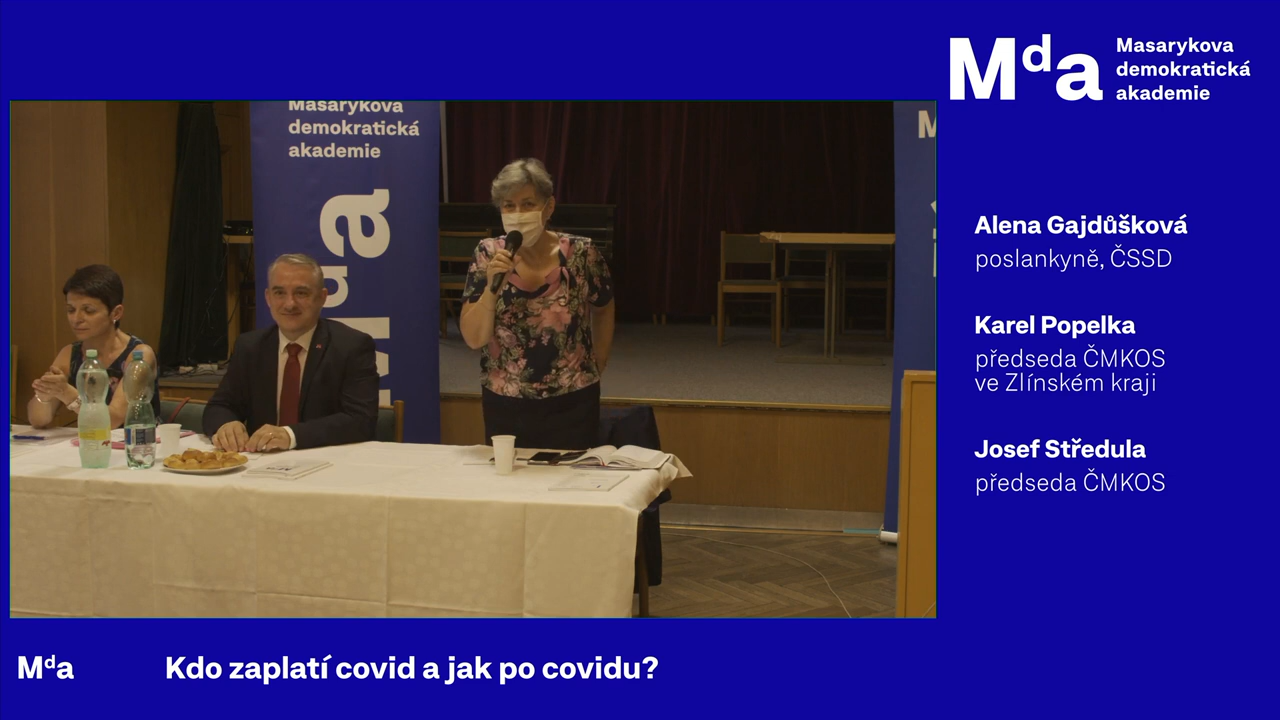 Mda
Masarykova
demokratická
akademie
Masarykova
demokratická
akademie
Mda
M
Alena Gajdůšková
poslankyně, ČSSD
Karel Popelka
předseda ČMKOS
ve Zlínském kraji
Josef Středula
předseda ČMKOS
Mda
Kdo zaplatí covid a jak po covidu?